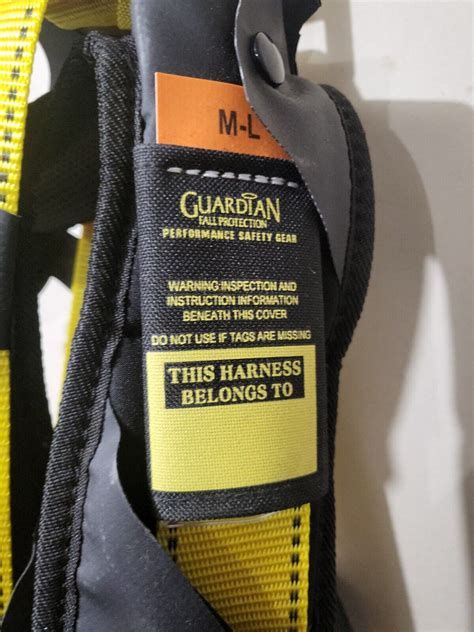 M-L
GUARDIAN
FALL PROTECTION
PERFORMANCE SAFETY GEAR
WARNING:INSPECTION AND
INSTRUCTION INFORMATION
BENEATH THIS COVER
DO NOT USE IF TAGS ARE MISSING
THIS HARNESS
BELONGS TO